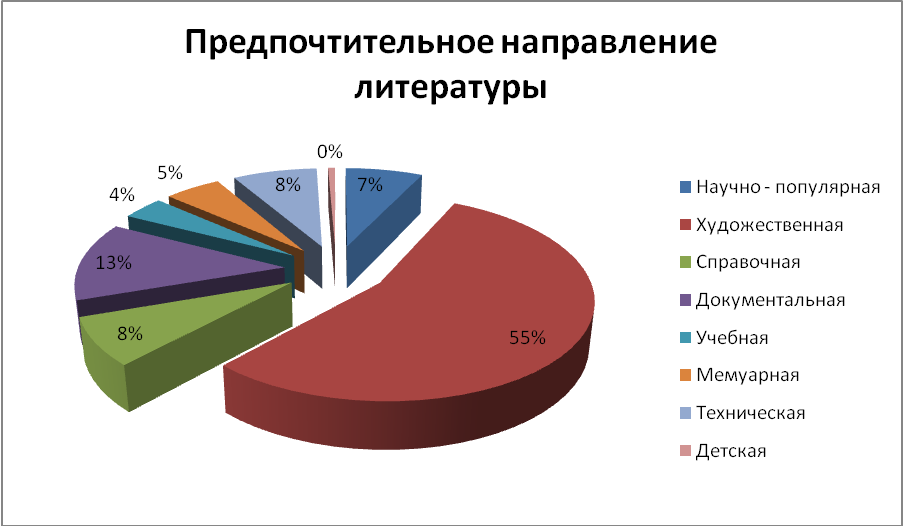 Предпочтительное направление
литературы
0%
7%
8%
5%
4%
13%
8%
55%
Научно - популярная
Художественная
Справочная
Документальная
Учебная
Мемуарная
Техническая
Детская